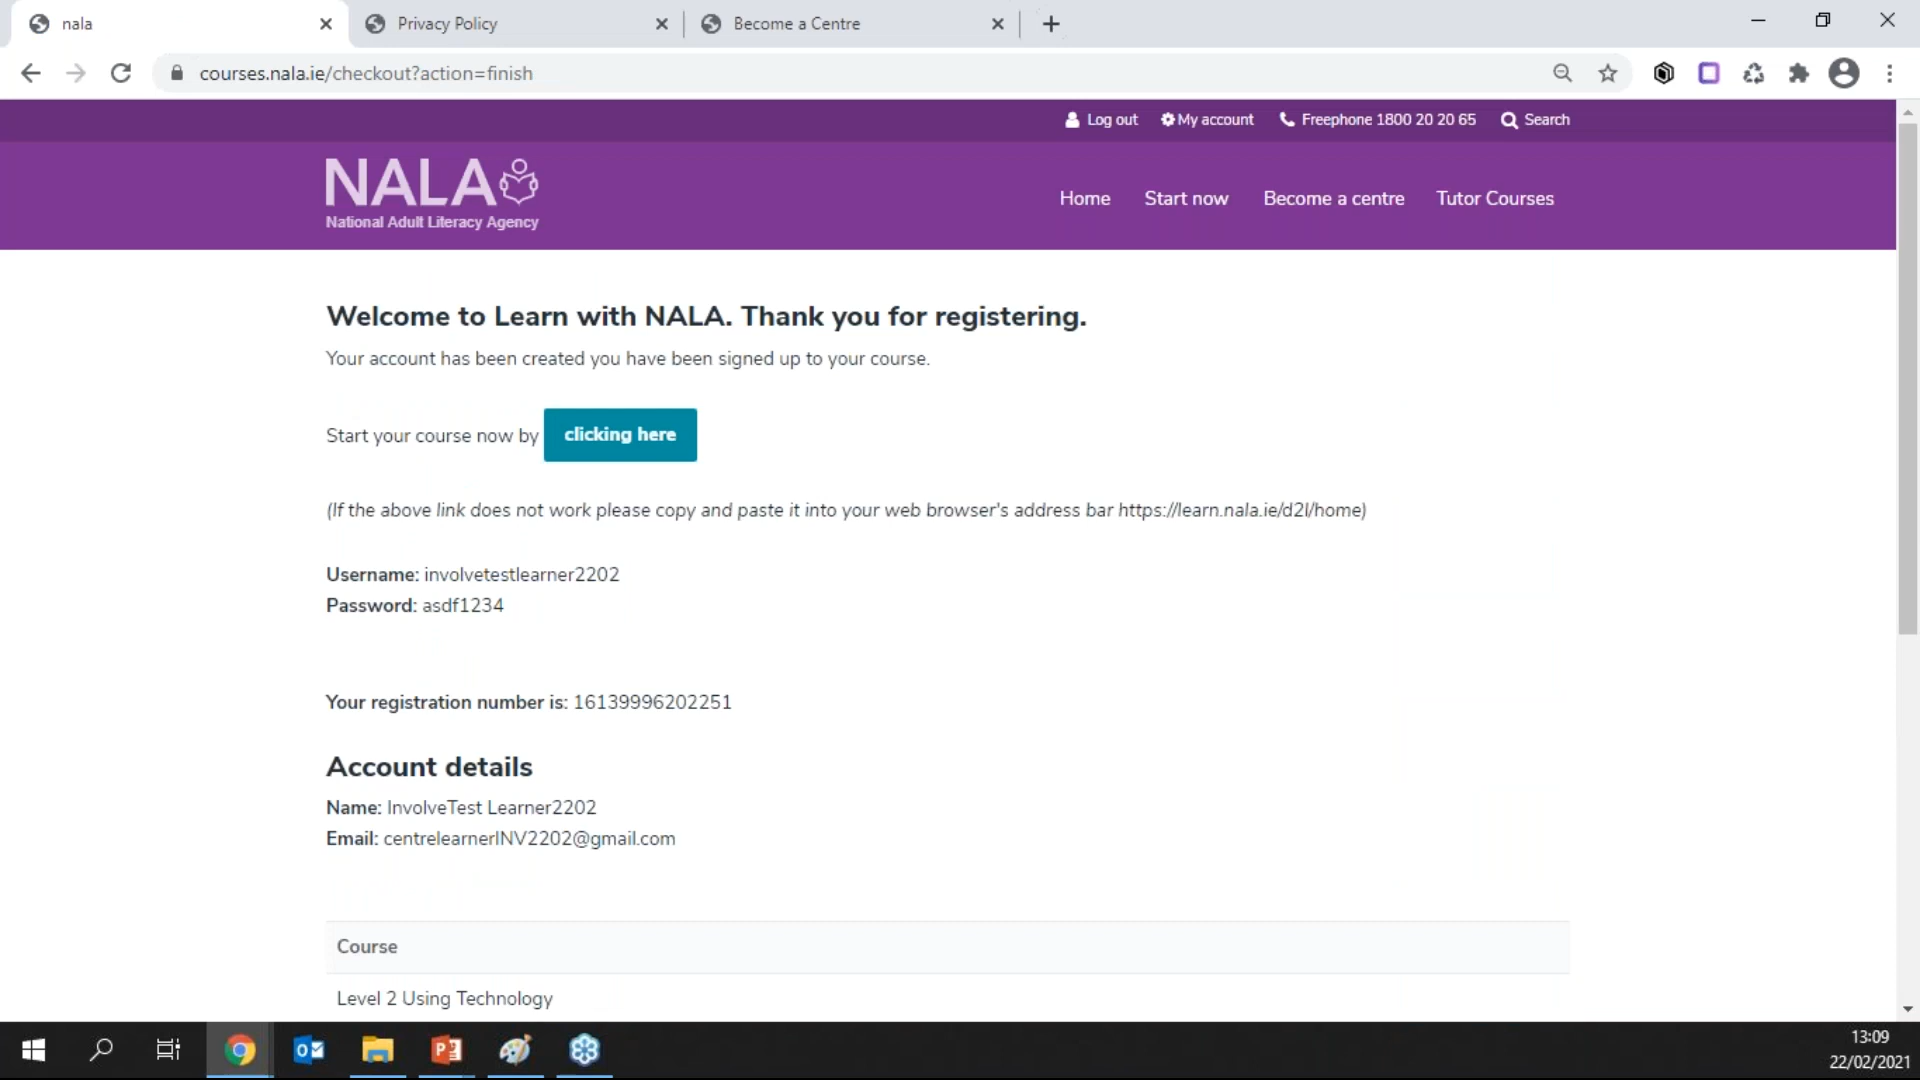 nala
Privacy Policy
Become a Centre
courses.nala.ie/checkout?action=finish
Log out
My account
Freephone 1800 20 20 65
Search
NALA
National Adult Literacy Agency
Home
Start now
Become a centre
Tutor Courses
Welcome to Learn with NALA. Thank you for registering.
Your account has been created you have been signed up to your course.
Start your course now by clicking here
(If the above link does not work please copy and paste it into your web browser's address bar https://learn.nala.ie/d2l/home)
Username: involvetestlearner2202
Password: asdf1234
Your registration number is: 16139996202251
Account details
Name: InvolveTest Learner2202
Email: centrelearnerINV2202@gmail.com
Course
Level 2 Using Technology
13:09
22/02/2021